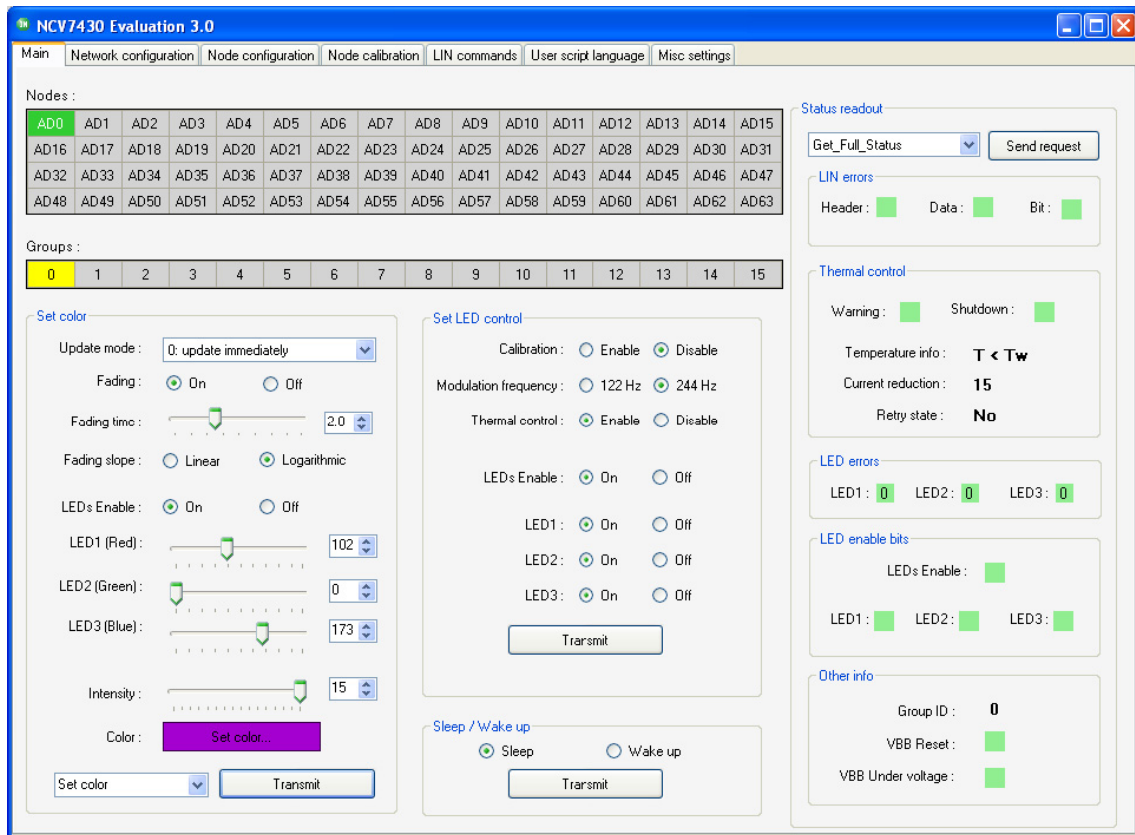 NCV7430 Evaluation 3.0
Main Network configuration Node configuration Node calibration LIN commands User script language Misc settings
Nodes :
AD0 AD1 AD2 AD3 AD4 AD5 AD6 AD7 AD8 AD9 AD10 AD11 AD12 AD13 AD14 AD15
AD16 AD17 AD18 AD19 AD20 AD21 AD22 AD23 AD24 AD25 AD26 AD27 AD28 AD29 AD30 AD31
AD32 AD33 AD34 AD35 AD36 AD37 AD38 AD39 AD40 AD41 AD42 AD43 AD44 AD45 AD46 AD47
AD48 AD49 AD50 AD51 AD52 AD53 AD54 AD55 AD56 AD57 AD58 AD59 AD60 AD61 AD62 AD63
Groups :
0 1 2 3 4 5 6 7 8 9 10 11 12 13 14 15
Set color
Update mode : 0: update immediately
Fading : On Off
Fading time : 2.0
Fading slope : Linear Logarithmic
LEDs Enable : On Off
LED1 (Red) : 102
LED2 (Green) : 0
LED3 (Blue) : 173
Intensity : 15
Color : Set color...
Set color Transmit
Set LED control
Calibration : Enable Disable
Modulation frequency : 122 Hz 244 Hz
Thermal control : Enable Disable
LEDs Enable : On Off
LED1 : On Off
LED2 : On Off
LED3 : On Off
Transmit
Sleep / Wake up
Sleep Wake up
Transmit
Status readout
Get_Full_Status Send request
LIN errors
Header : Data : Bit :
Thermal control
Warning : Shutdown :
Temperature info : T < Tw
Current reduction : 15
Retry state : No
LED errors
LED1 : 0 LED2 : 0 LED3 : 0
LED enable bits
LEDs Enable :
LED1 : LED2 : LED3 :
Other info
Group ID : 0
VBB Reset :
VBB Under voltage :